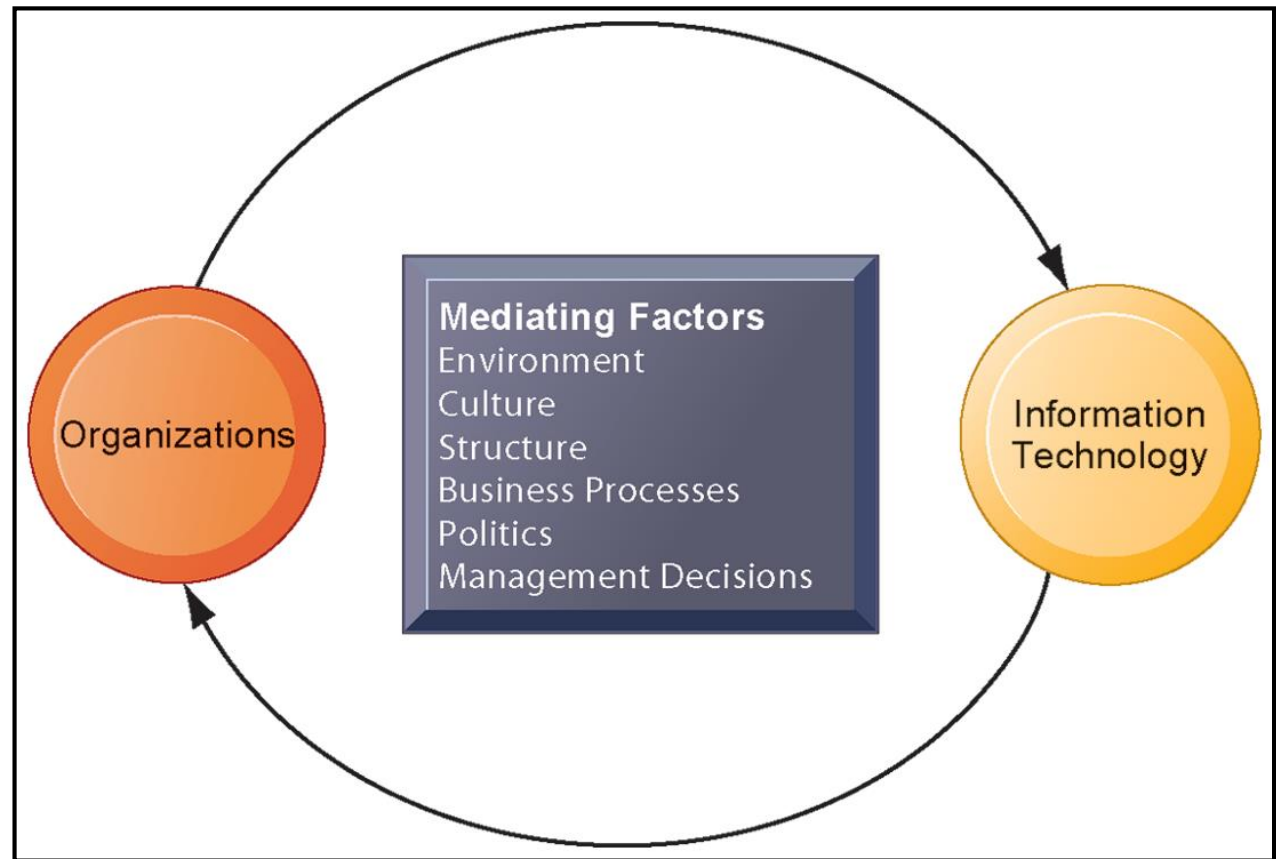 Organizations
Mediating Factors
Environment
Culture
Structure
Business Processes
Politics
Management Decisions
Information
Technology